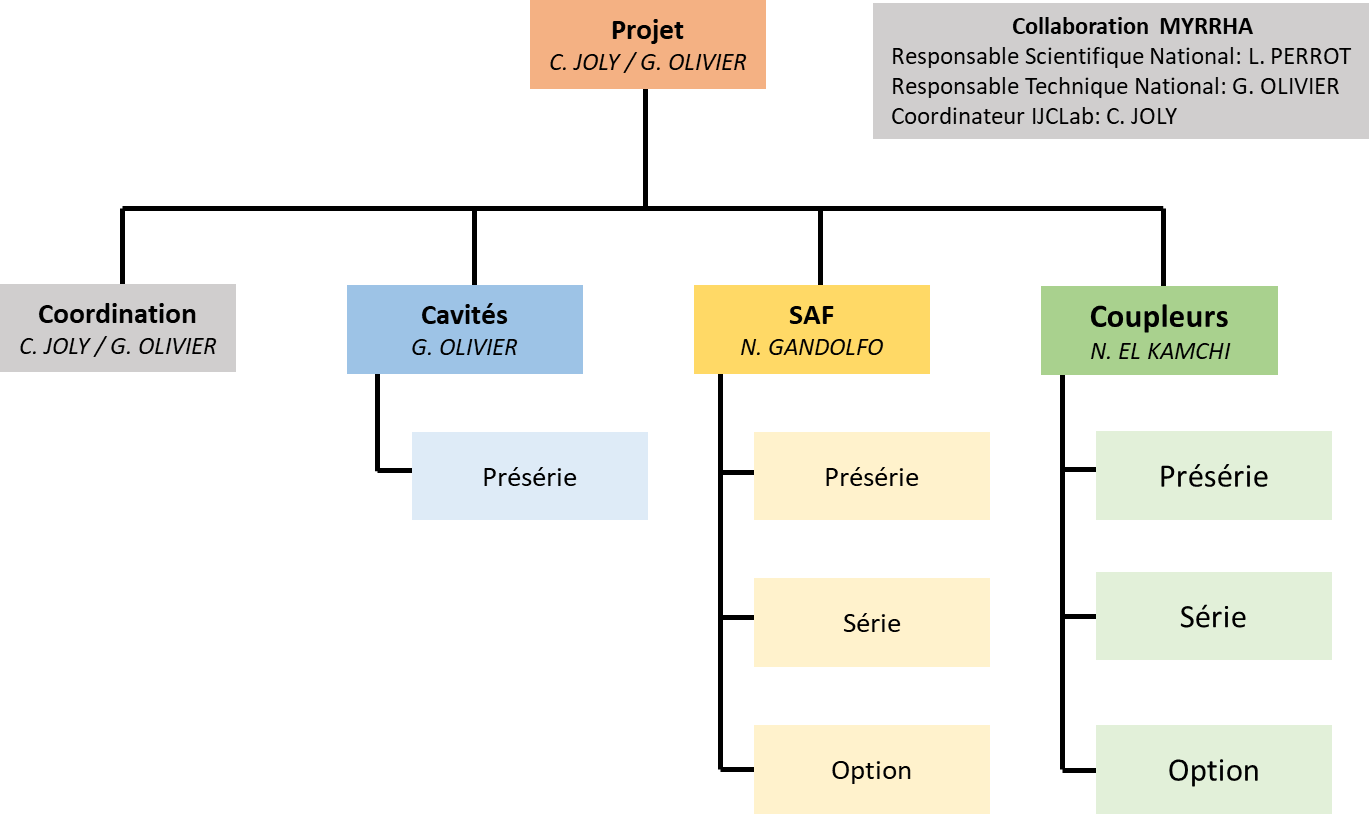 Projet
C. JOLY / G. OLIVIER
Collaboration MYRRHA
Responsable Scientifique National: L. PERROT
Responsable Technique National: G. OLIVIER
Coordinateur IJCLab: C. JOLY
Coordination
C. JOLY / G. OLIVIER
Cavités
G. OLIVIER
SAF
N. GANDOLFO
Coupleurs
N. EL KAMCHI
Présérie
Présérie
Présérie
Série
Série
Option
Option